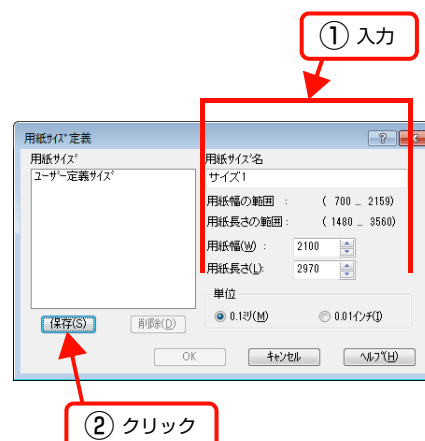 ① 入力
用紙ｻｲｽﾞ定義
用紙ｻｲｽﾞ
ﾕｰｻﾞｰ定義ｻｲｽﾞ
用紙ｻｲｽﾞ名
サイズ1
用紙幅の範囲 : ( 700 - 2159)
用紙長さの範囲 : ( 1480 - 3560)
用紙幅(W) : 2100
用紙長さ(L): 2970
単位
0.1ﾐﾘ(M) 0.01インチ(I)
保存(S) 削除(D)
OK ｷｬﾝｾﾙ ﾍﾙﾌﾟ(H)
② クリック